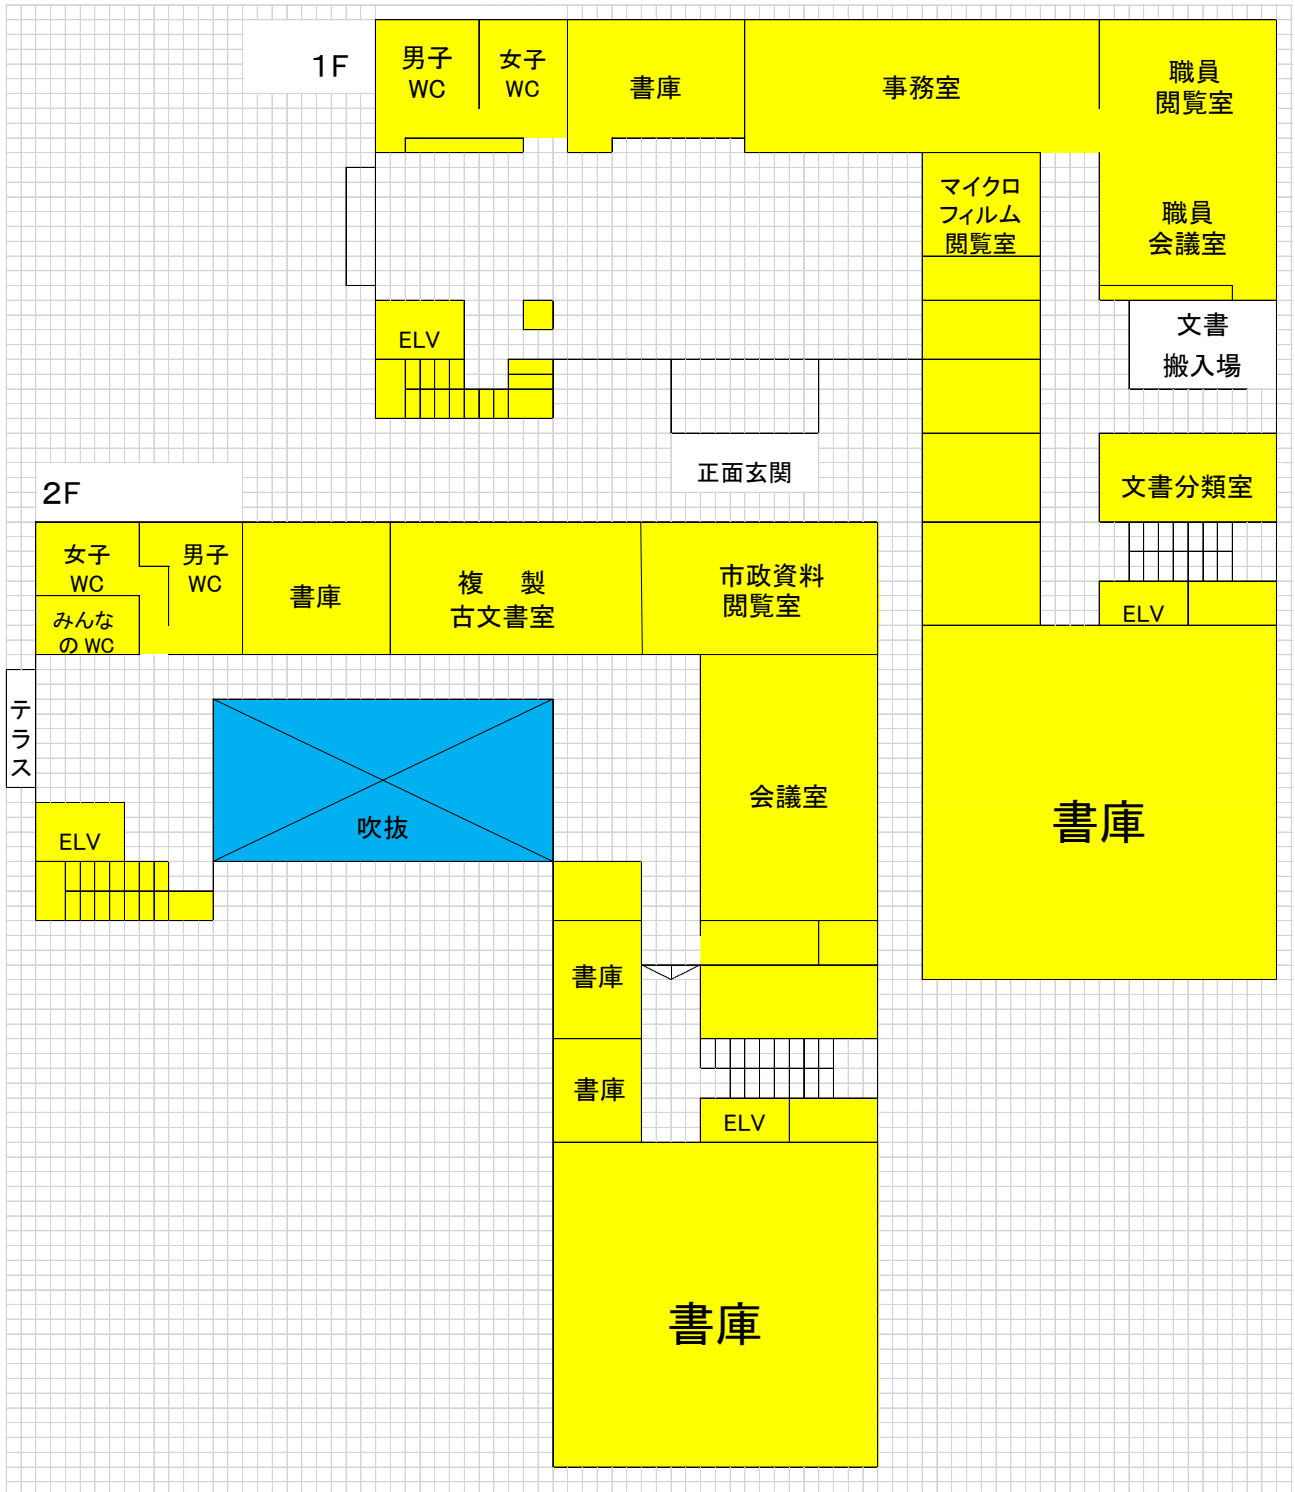 1F
男子
WC
女子
WC
書庫
事務室
職員
閲覧室
マイクロ
フィルム
閲覧室
職員
会議室
ELV
文書
搬入場
正面玄関
文書分類室
ELV
書庫
2F
女子
WC
みんな
の WC
男子
WC
書庫
複 製
古文書室
市政資料
閲覧室
テラス
吹抜
会議室
ELV
書庫
書庫
ELV
書庫